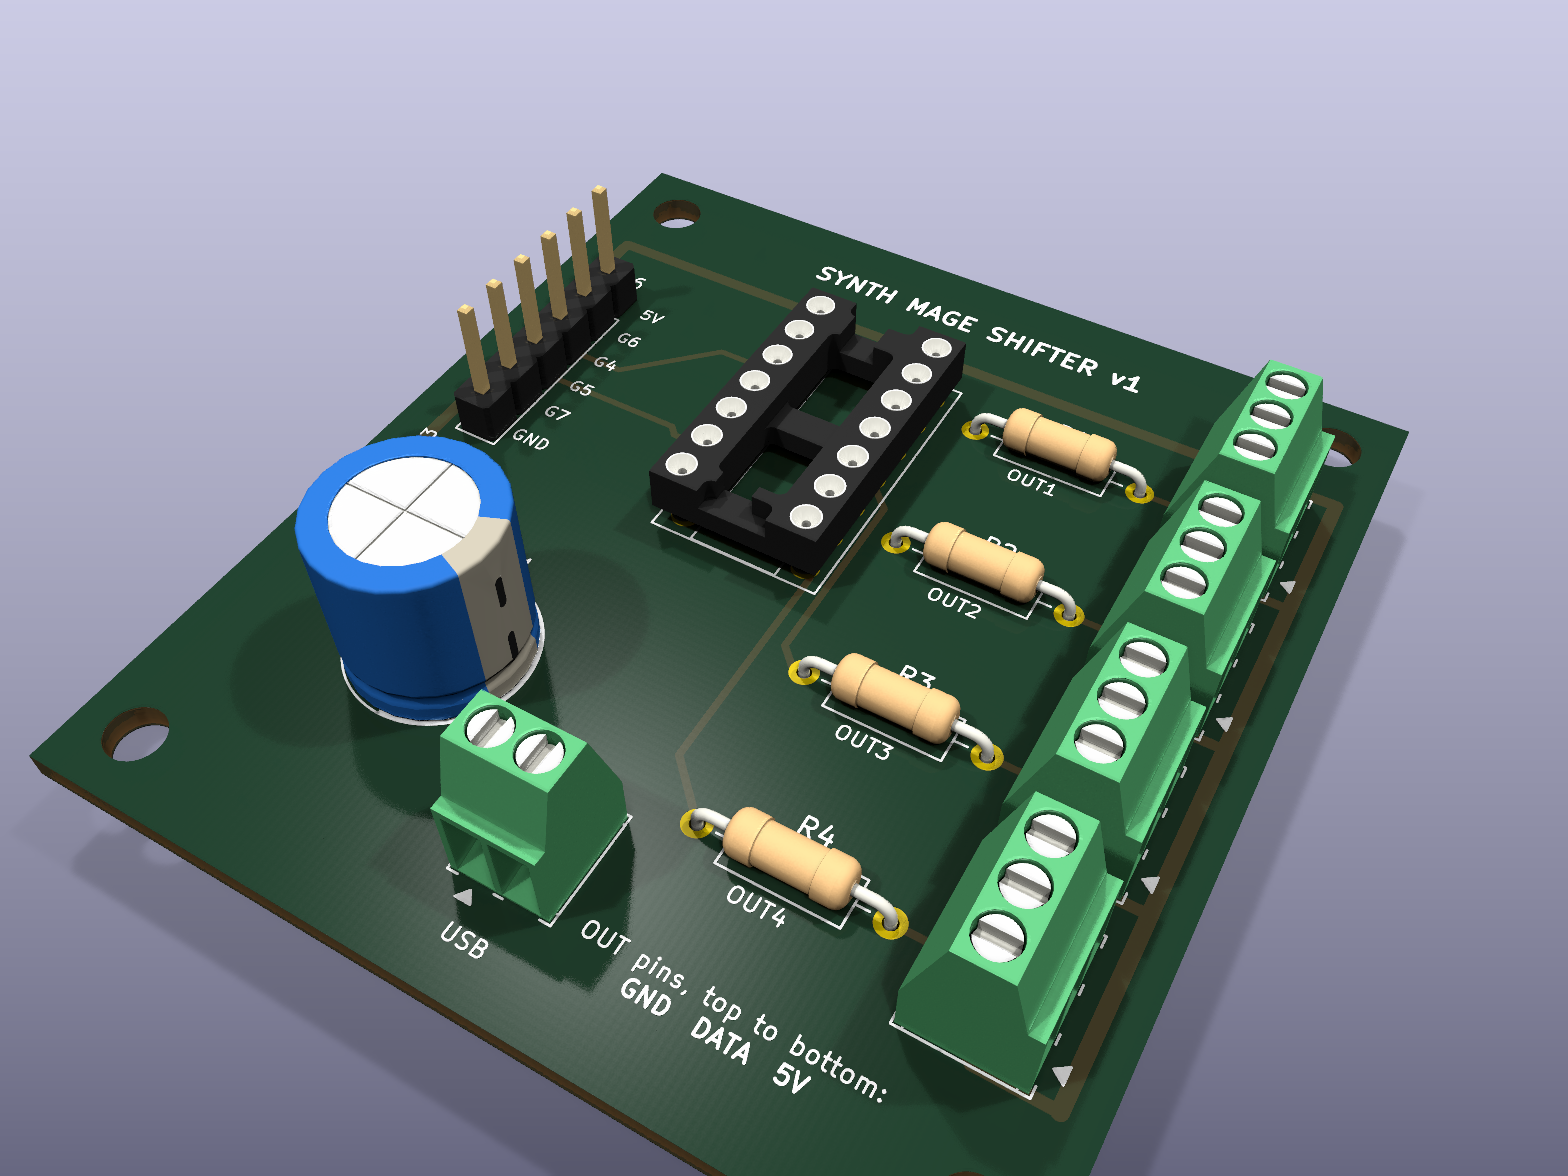 SYNTH MAGE SHIFTER v1
5V
G6
G4
G5
G7
GND
OUT1
OUT2
R3
OUT3
R4
OUT4
USB
OUT pins, top to bottom:
GND DATA 5V